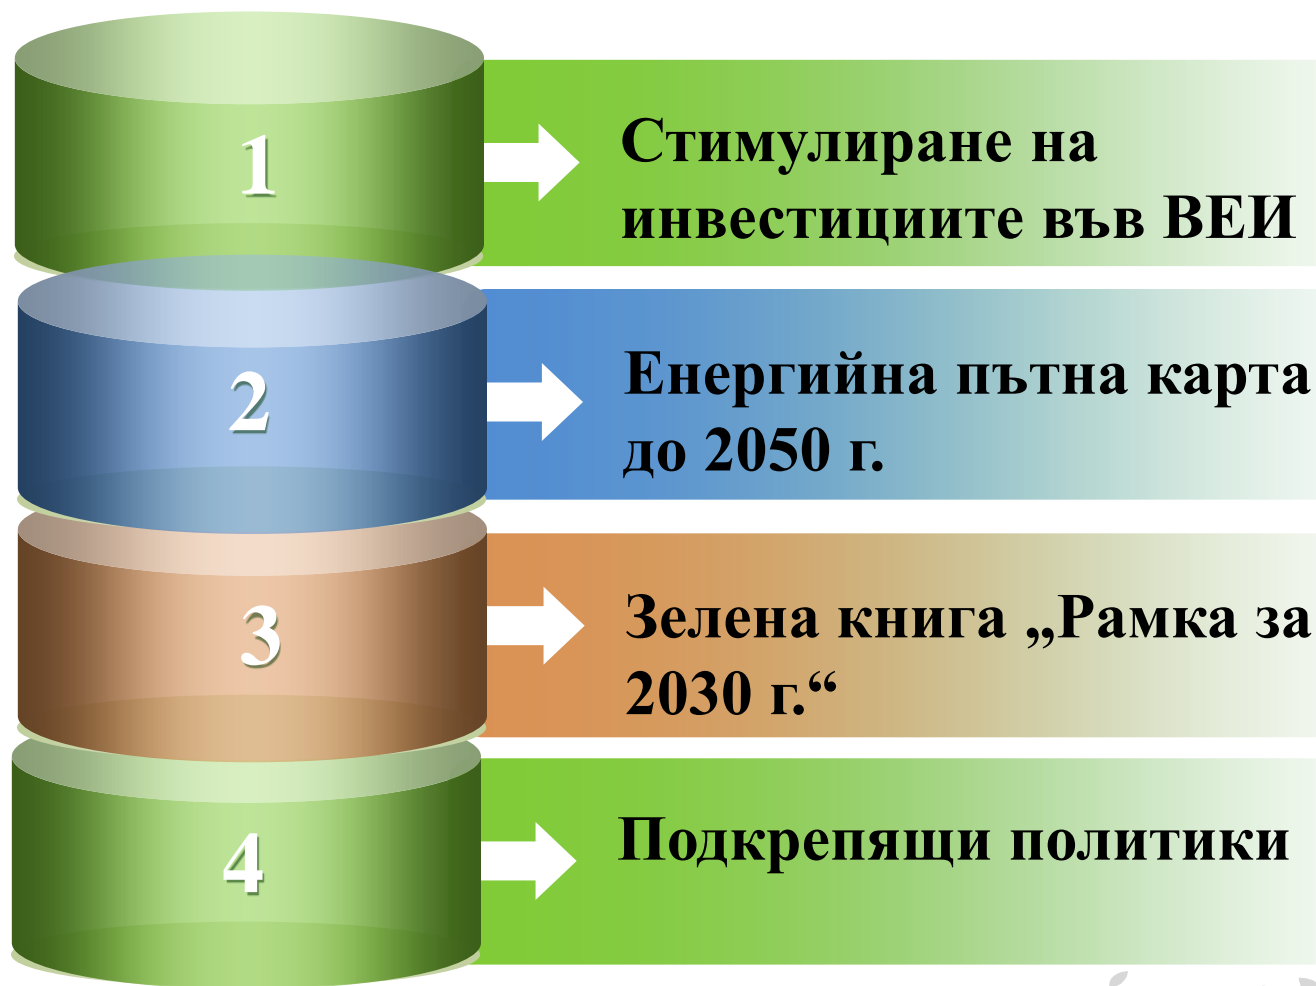 1
Стимулиране на
инвестициите във ВЕИ
2
Енергийна пътна карта
до 2050 г.
3
Зелена книга „Рамка за
2030 г.“
4
Подкрепящи политики